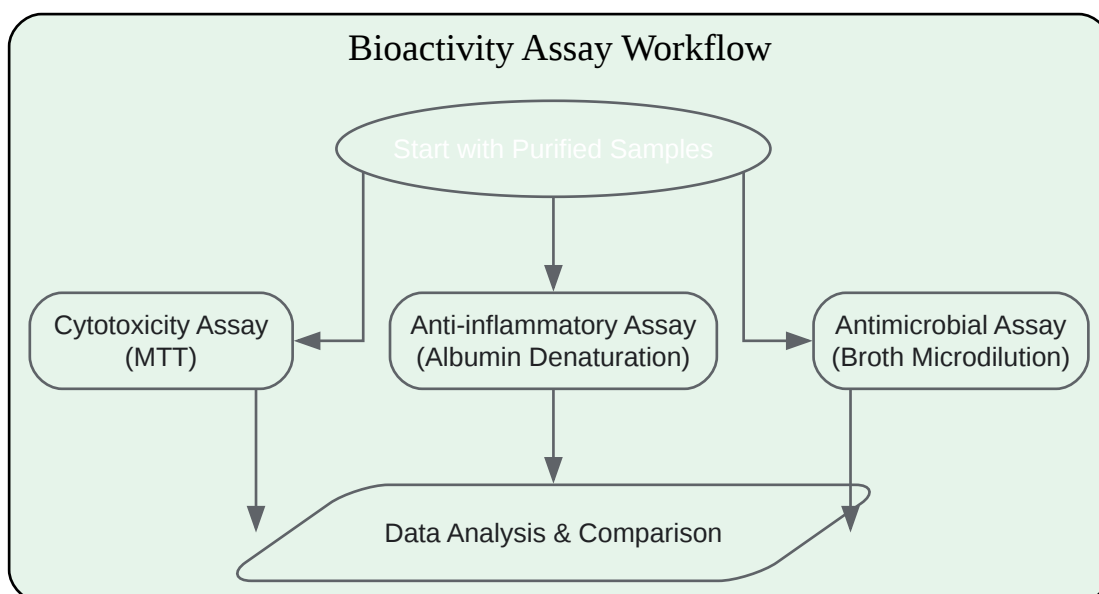 Bioactivity Assay Workflow
Start with Purified Samples
Cytotoxicity Assay
(MTT)
Anti-inflammatory Assay
(Albumin Denaturation)
Antimicrobial Assay
(Broth Microdilution)
Data Analysis & Comparison